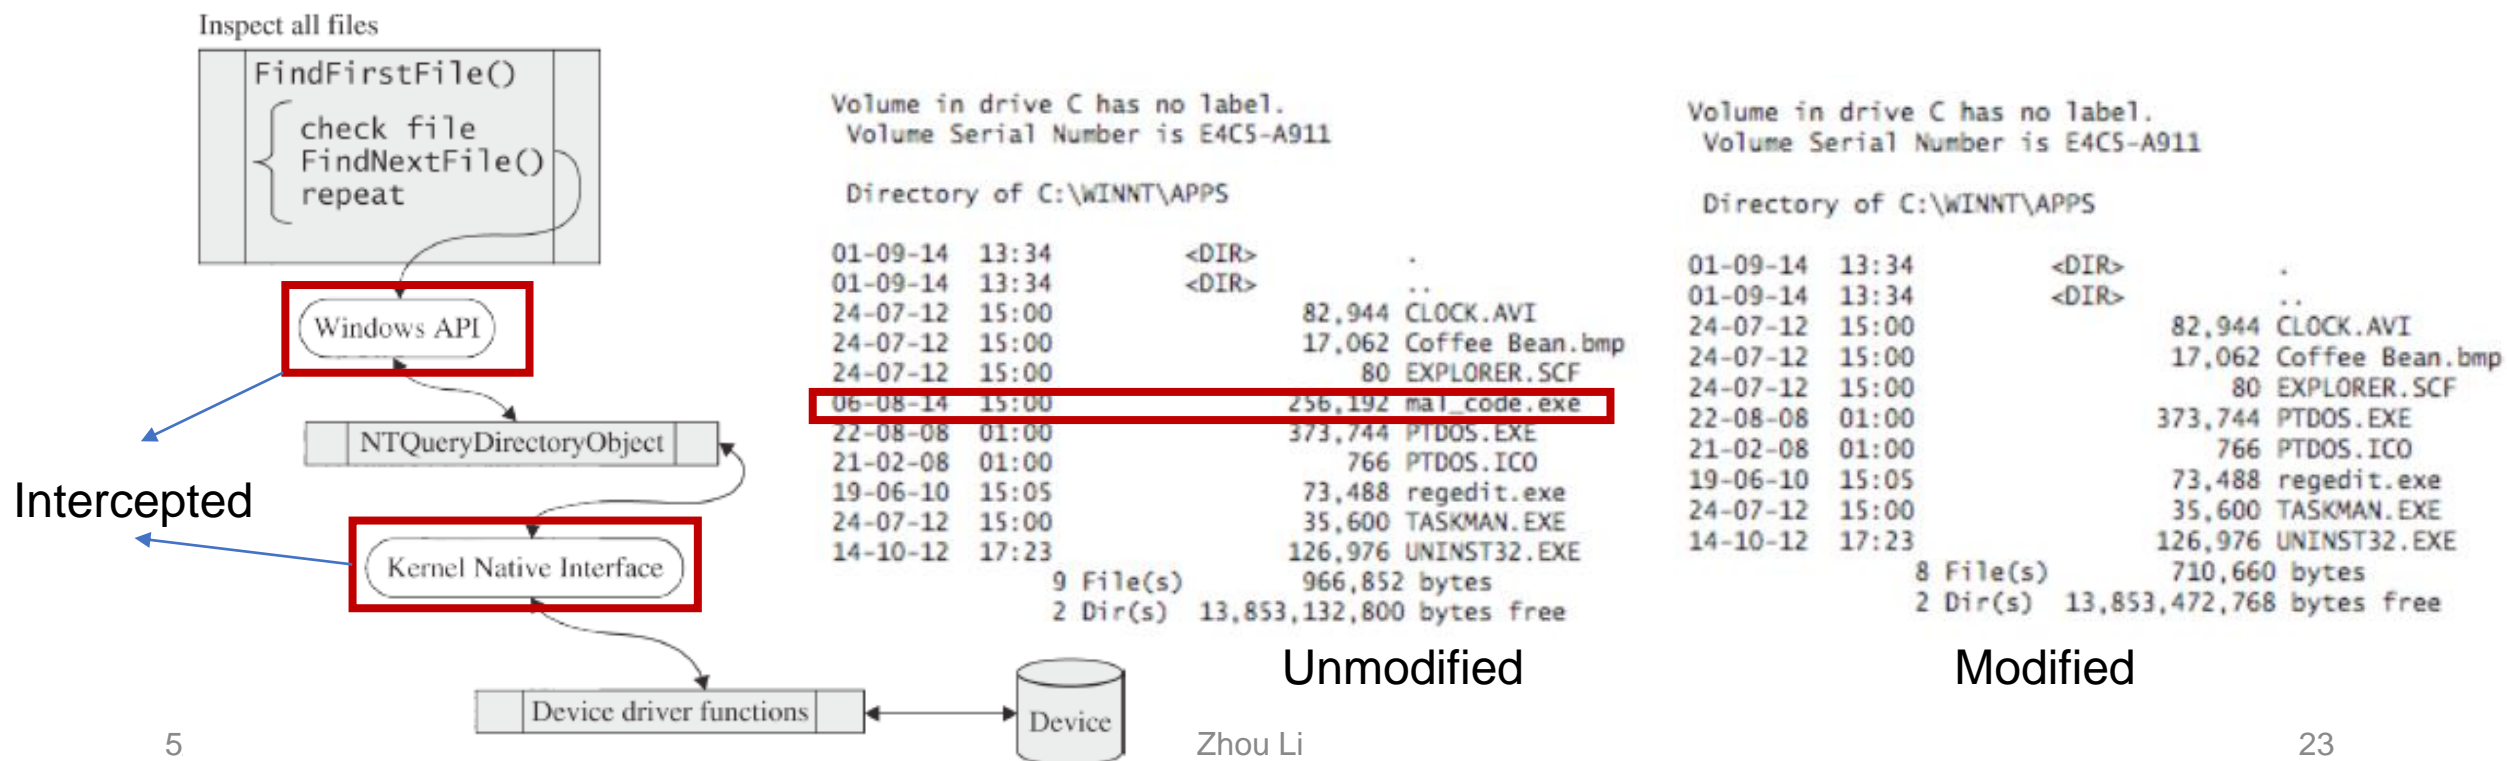 Inspect all files
FindFirstFile()
check file
FindNextFile()
repeat
Windows API
NTQueryDirectoryObject
Intercepted
Kernel Native Interface
Device driver functions
Device
Volume in drive C has no label.
Volume Serial Number is E4C5-A911
Directory of C:\WINNT\APPS
01-09-14 13:34 <DIR> .
01-09-14 13:34 <DIR> ..
24-07-12 15:00 82,944 CLOCK.AVI
24-07-12 15:00 17,062 Coffee Bean.bmp
24-07-12 15:00 80 EXPLORER.SCF
06-08-14 15:00 256,192 mal_code.exe
22-08-08 01:00 373,744 PTDOS.EXE
21-02-08 01:00 766 PTDOS.ICO
19-06-10 15:05 73,488 regedit.exe
24-07-12 15:00 35,600 TASKMAN.EXE
14-10-12 17:23 126,976 UNINST32.EXE
9 File(s) 966,852 bytes
2 Dir(s) 13,853,132,800 bytes free
Unmodified
Volume in drive C has no label.
Volume Serial Number is E4C5-A911
Directory of C:\WINNT\APPS
01-09-14 13:34 <DIR> .
01-09-14 13:34 <DIR> ..
24-07-12 15:00 82,944 CLOCK.AVI
24-07-12 15:00 17,062 Coffee Bean.bmp
24-07-12 15:00 80 EXPLORER.SCF
22-08-08 01:00 373,744 PTDOS.EXE
21-02-08 01:00 766 PTDOS.ICO
19-06-10 15:05 73,488 regedit.exe
24-07-12 15:00 35,600 TASKMAN.EXE
14-10-12 17:23 126,976 UNINST32.EXE
8 File(s) 710,660 bytes
2 Dir(s) 13,853,472,768 bytes free
Modified
5
Zhou Li
23